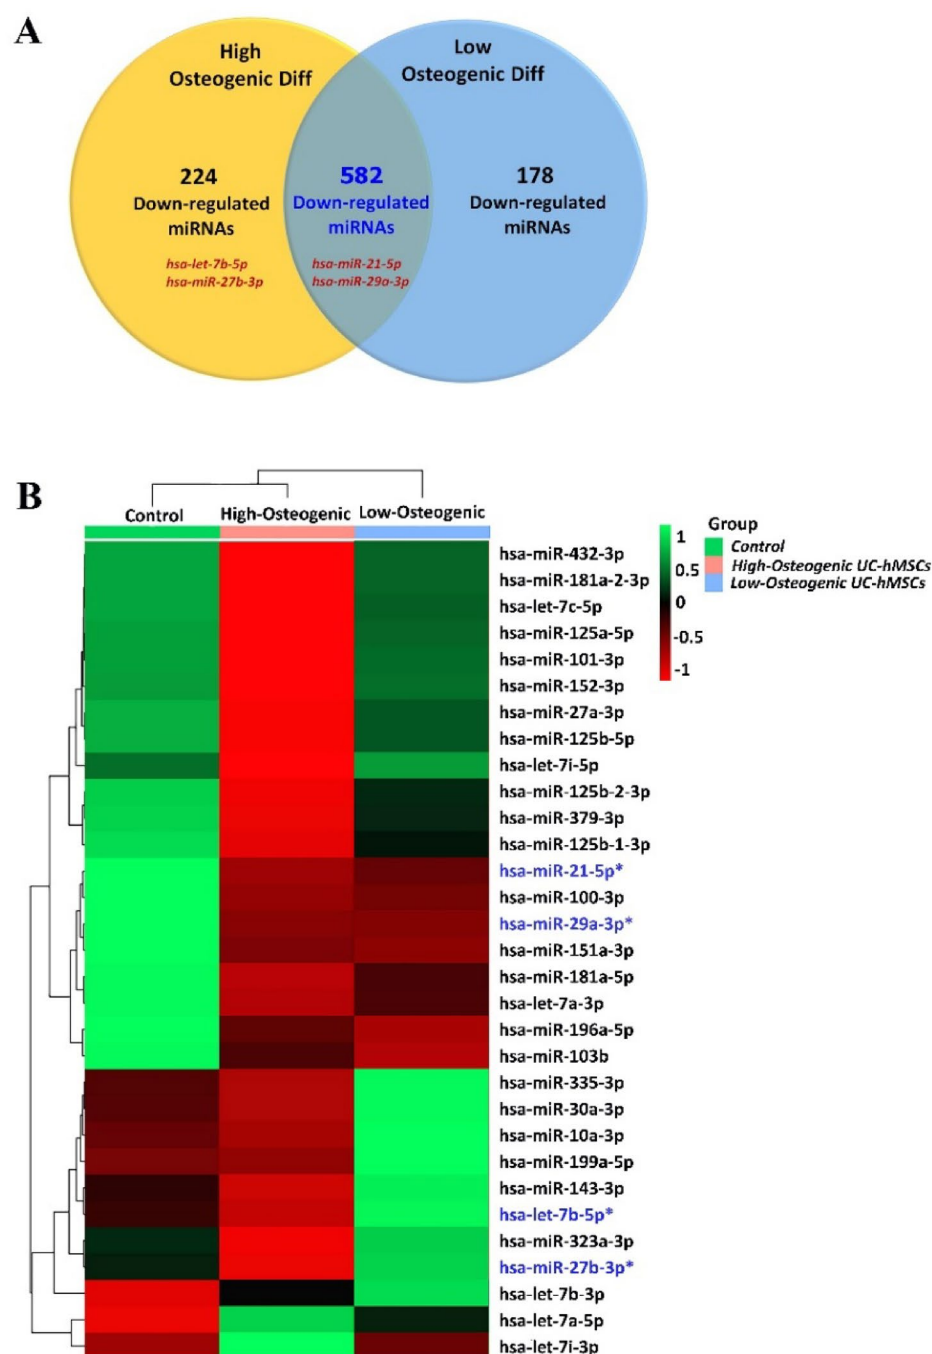 A
High
Osteogenic Diff
Low
Osteogenic Diff
224
Down-regulated
miRNAs
hsa-let-7b-5p
hsa-miR-27b-3p
582
Down-regulated
miRNAs
hsa-miR-21-5p
hsa-miR-29a-3p
178
Down-regulated
miRNAs
B
Control
High-Osteogenic
Low-Osteogenic
hsa-miR-432-3p
hsa-miR-181a-2-3p
hsa-let-7c-5p
hsa-miR-125a-5p
hsa-miR-101-3p
hsa-miR-152-3p
hsa-miR-27a-3p
hsa-miR-125b-5p
hsa-let-7i-5p
hsa-miR-125b-2-3p
hsa-miR-379-3p
hsa-miR-125b-1-3p
hsa-miR-21-5p*
hsa-miR-100-3p
hsa-miR-29a-3p*
hsa-miR-151a-3p
hsa-miR-181a-5p
hsa-let-7a-3p
hsa-miR-196a-5p
hsa-miR-103b
hsa-miR-335-3p
hsa-miR-30a-3p
hsa-miR-10a-3p
hsa-miR-199a-5p
hsa-miR-143-3p
hsa-let-7b-5p*
hsa-miR-323a-3p
hsa-miR-27b-3p*
hsa-let-7b-3p
hsa-let-7a-5p
hsa-let-7i-3p
1
0.5
0
-0.5
-1
Group
Control
High-Osteogenic UC-hMSCs
Low-Osteogenic UC-hMSCs